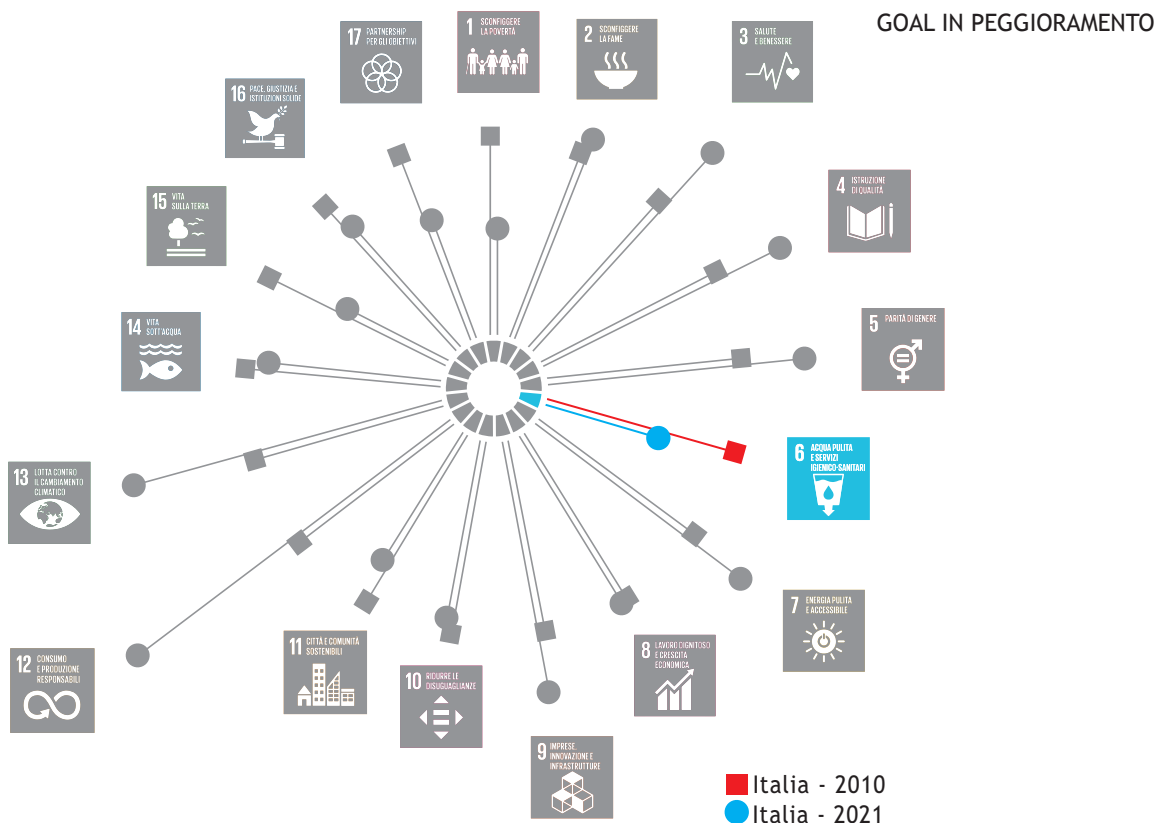 GOAL IN PEGGIORAMENTO
1 SCONFIGGERE
LA POVERTÀ
2 SCONFIGGERE
LA FAME
3 SALUTE
E BENESSERE
4 ISTRUZIONE
DI QUALITÀ
5 PARITÀ DI GENERE
6 ACQUA PULITA
E SERVIZI
IGIENICO-SANITARI
7 ENERGIA PULITA
E ACCESSIBILE
8 LAVORO DIGNITOSO
E CRESCITA
ECONOMICA
9 IMPRESE,
INNOVAZIONE E
INFRASTRUTTURE
10 RIDURRE LE
DISUGUAGLIANZE
11 CITTÀ E COMUNITÀ
SOSTENIBILI
12 CONSUMO
E PRODUZIONE
RESPONSABILI
13 LOTTA CONTRO
IL CAMBIAMENTO
CLIMATICO
14 VITA
SOTT'ACQUA
15 VITA
SULLA TERRA
16 PACE, GIUSTIZIA E
ISTITUZIONI SOLIDE
17 PARTNERSHIP
PER GLI OBIETTIVI
Italia - 2010
Italia - 2021